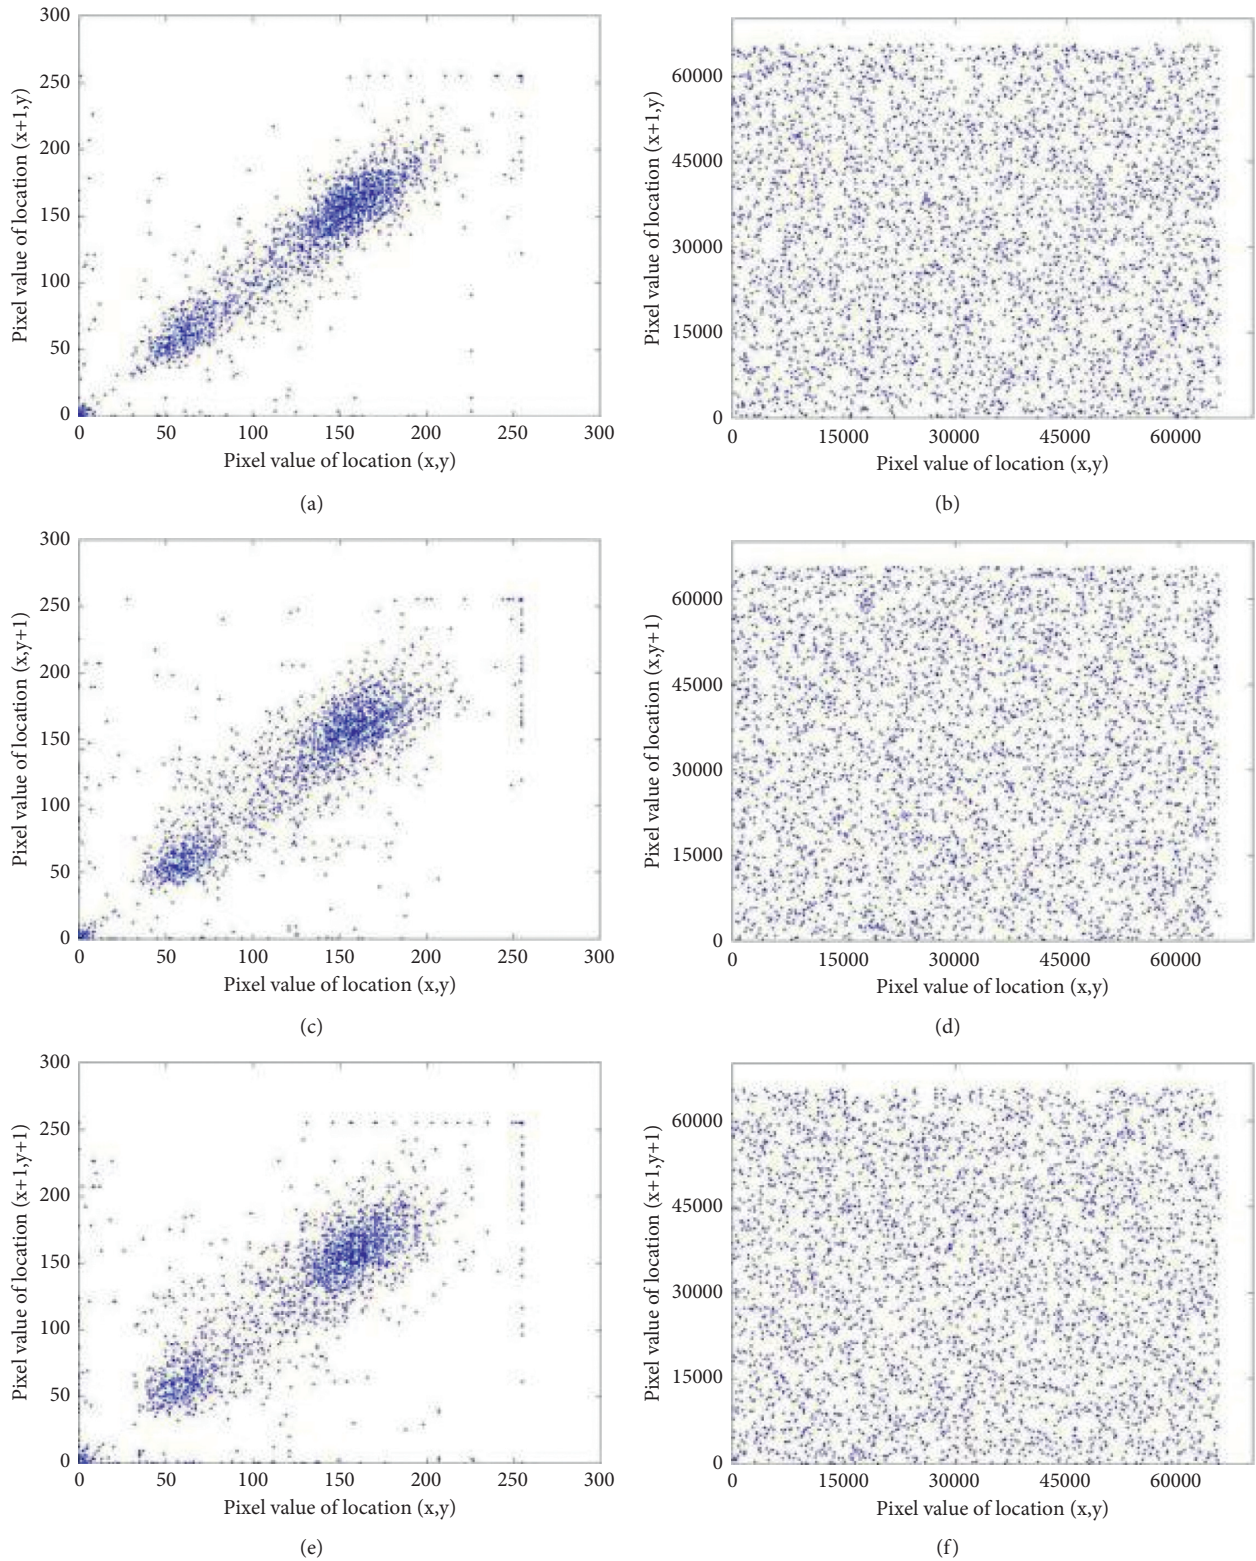 300
250
200
150
100
50
0
Pixel value of location (x+1,y)
0 50 100 150 200 250 300
Pixel value of location (x,y)
(a)
60000
45000
30000
15000
0
Pixel value of location (x+1,y)
0 15000 30000 45000 60000
Pixel value of location (x,y)
(b)
300
250
200
150
100
50
0
Pixel value of location (x,y+1)
0 50 100 150 200 250 300
Pixel value of location (x,y)
(c)
60000
45000
30000
15000
0
Pixel value of location (x,y+1)
0 15000 30000 45000 60000
Pixel value of location (x,y)
(d)
300
250
200
150
100
50
0
Pixel value of location (x+1,y+1)
0 50 100 150 200 250 300
Pixel value of location (x,y)
(e)
60000
45000
30000
15000
0
Pixel value of location (x+1,y+1)
0 15000 30000 45000 60000
Pixel value of location (x,y)
(f)